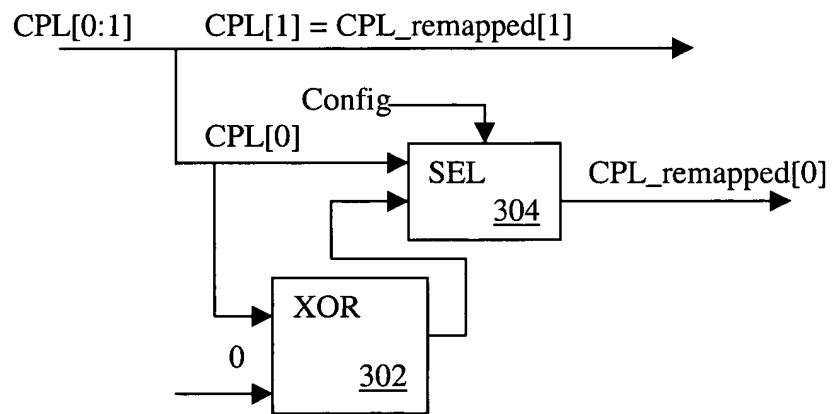 CPL[0:1]
CPL[1] = CPL_remapped[1]
Config
CPL[0]
SEL
304
CPL_remapped[0]
XOR
0
302